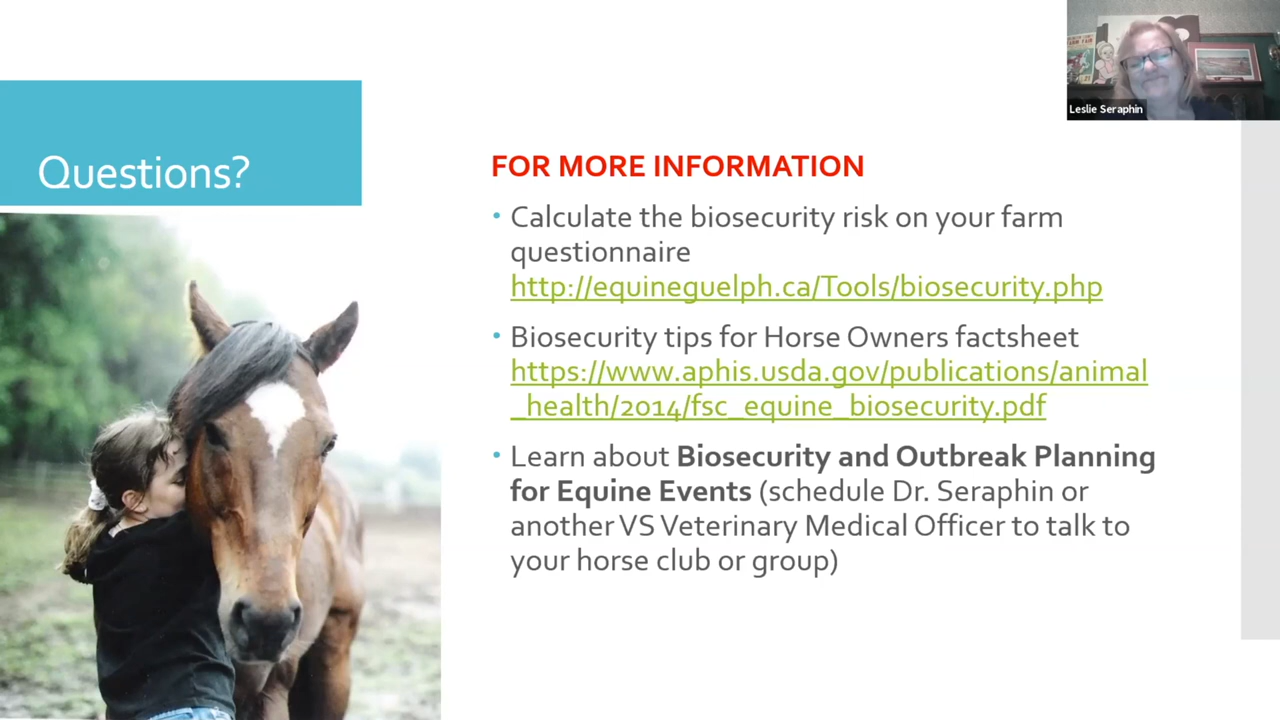 Leslie Seraphin
Questions?
FOR MORE INFORMATION
• Calculate the biosecurity risk on your farm
questionnaire
http://equineguelph.ca/Tools/biosecurity.php
• Biosecurity tips for Horse Owners factsheet
https://www.aphis.usda.gov/publications/animal
_health/2014/fsc_equine_biosecurity.pdf
• Learn about Biosecurity and Outbreak Planning
for Equine Events (schedule Dr. Seraphin or
another VS Veterinary Medical Officer to talk to
your horse club or group)